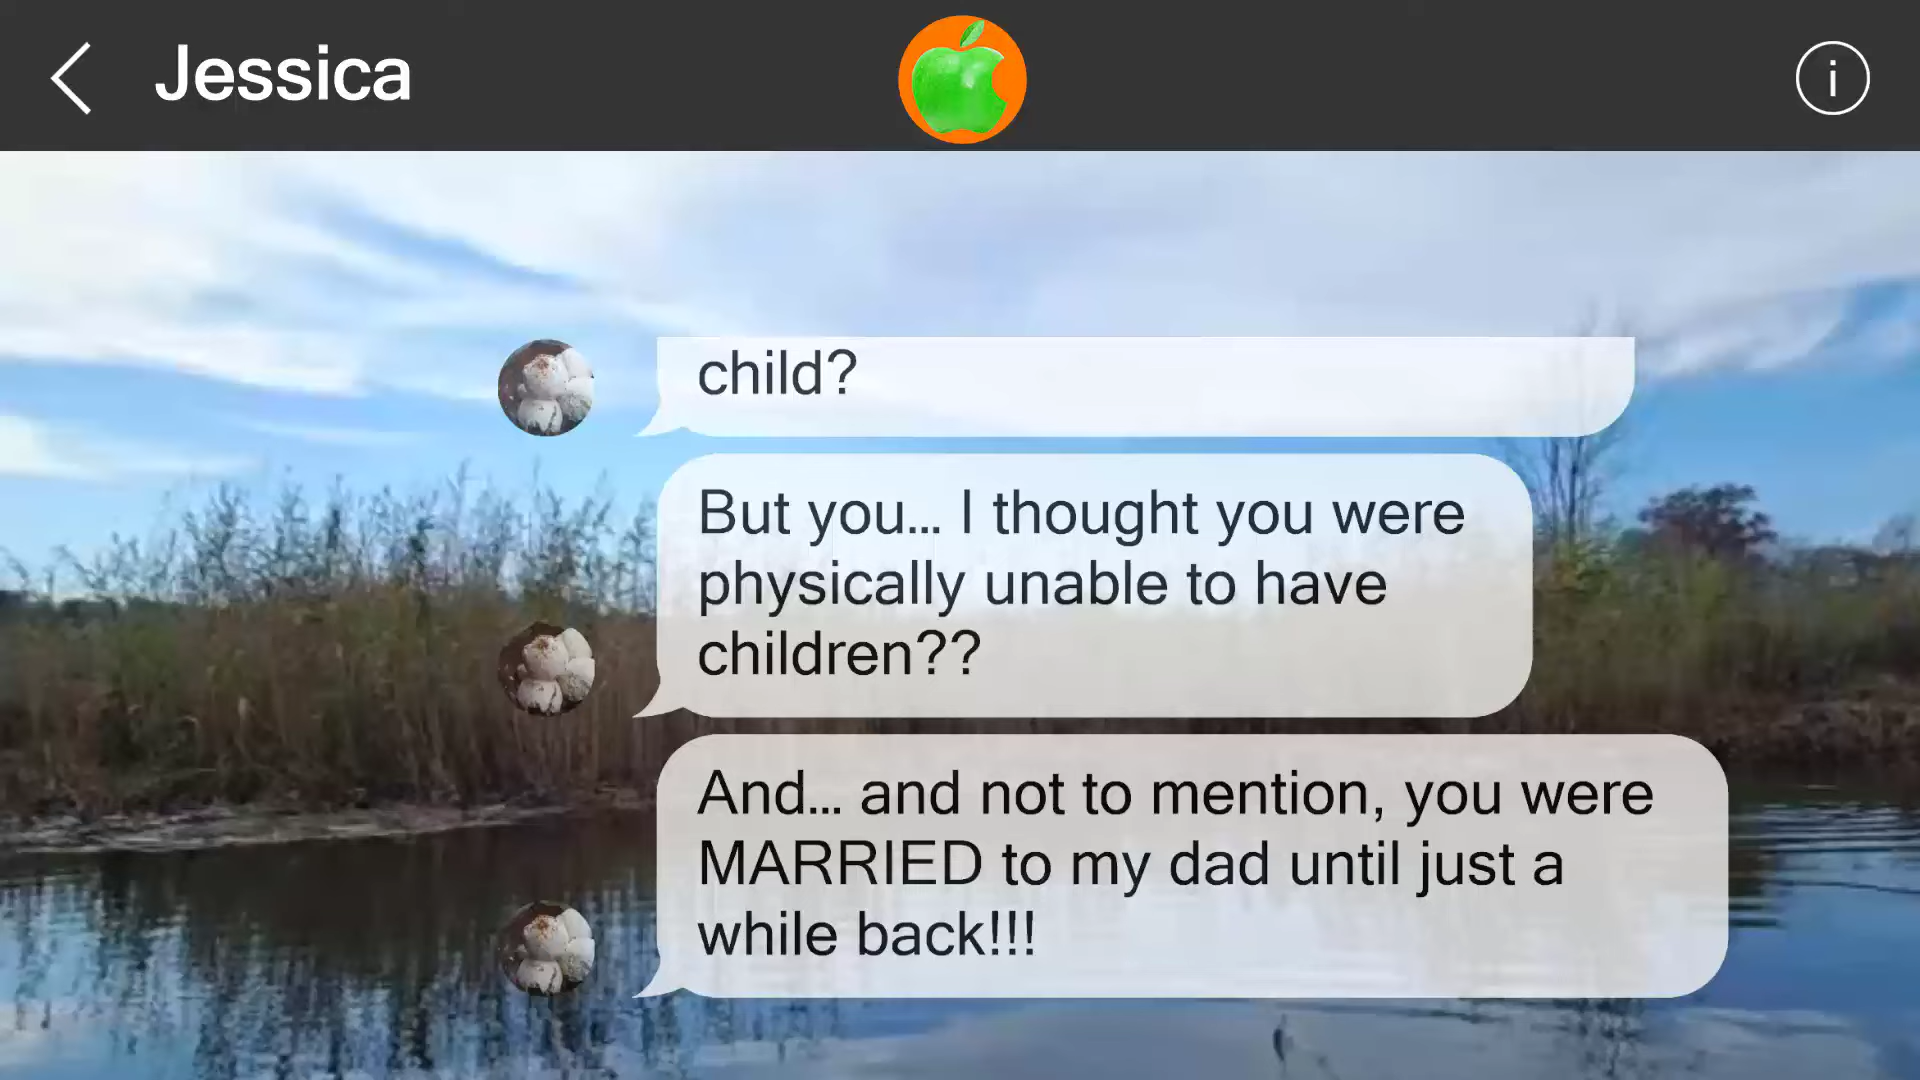 Jessica
i
child?
But you... I thought you were
physically unable to have
children??
And... and not to mention, you were
MARRIED to my dad until just a
while back!!!